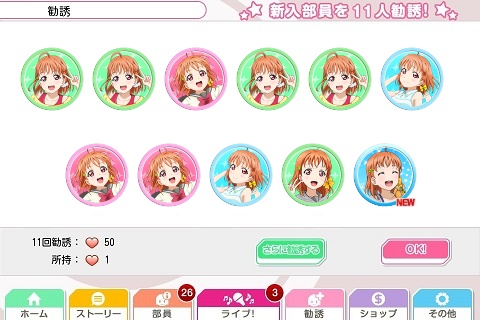 勧誘
新入部員を11人勧誘!
NEW
11回勧誘: 50
所持: 1
さらに勧誘する
OK!
26
3
ホーム
ストーリー
部員
ライブ!
勧誘
ショップ
その他